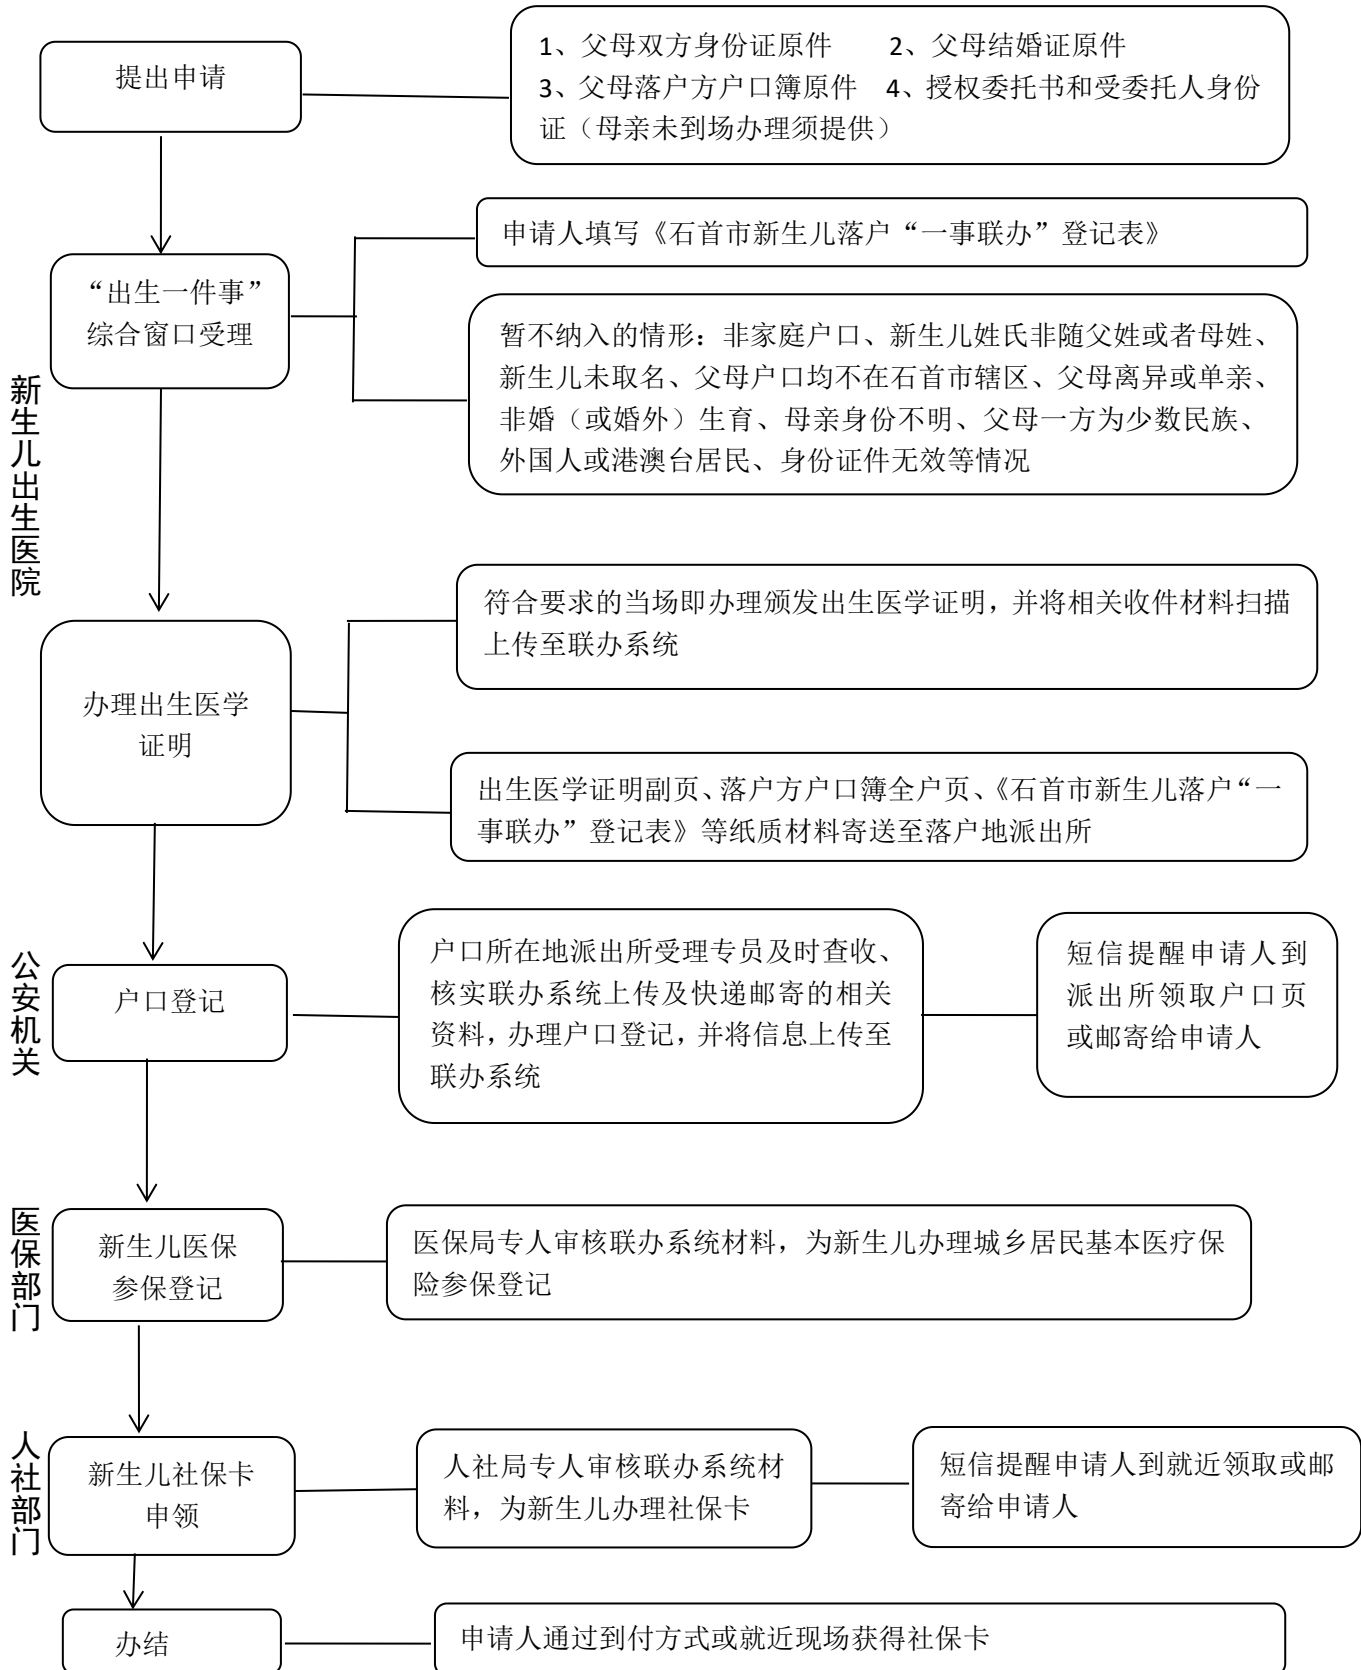 提出申请
1、父母双方身份证原件 2、父母结婚证原件
3、父母落户方户口簿原件 4、授权委托书和受委托人身份
证（母亲未到场办理须提供）
新生儿出生医院
“出生一件事”
综合窗口受理
申请人填写《石首市新生儿落户“一事联办”登记表》
暂不纳入的情形：非家庭户口、新生儿姓氏非随父姓或者母姓、
新生儿未取名、父母户口均不在石首市辖区、父母离异或单亲、
非婚（或婚外）生育、母亲身份不明、父母一方为少数民族、
外国人或港澳台居民、身份证件无效等情况
办理出生医学
证明
符合要求的当场即办理颁发出生医学证明，并将相关收件材料扫描
上传至联办系统
出生医学证明副页、落户方户口簿全户页、《石首市新生儿落户“一
事联办”登记表》等纸质材料寄送至落户地派出所
公安机关
户口登记
户口所在地派出所受理专员及时查收、
核实联办系统上传及快递邮寄的相关
资料，办理户口登记，并将信息上传至
联办系统
短信提醒申请人到
派出所领取户口页
或邮寄给申请人
医保部门
新生儿医保
参保登记
医保局专人审核联办系统材料，为新生儿办理城乡居民基本医疗保
险参保登记
人社部门
新生儿社保卡
申领
人社局专人审核联办系统材
料，为新生儿办理社保卡
短信提醒申请人到就近领取或邮
寄给申请人
办结
申请人通过到付方式或就近现场获得社保卡